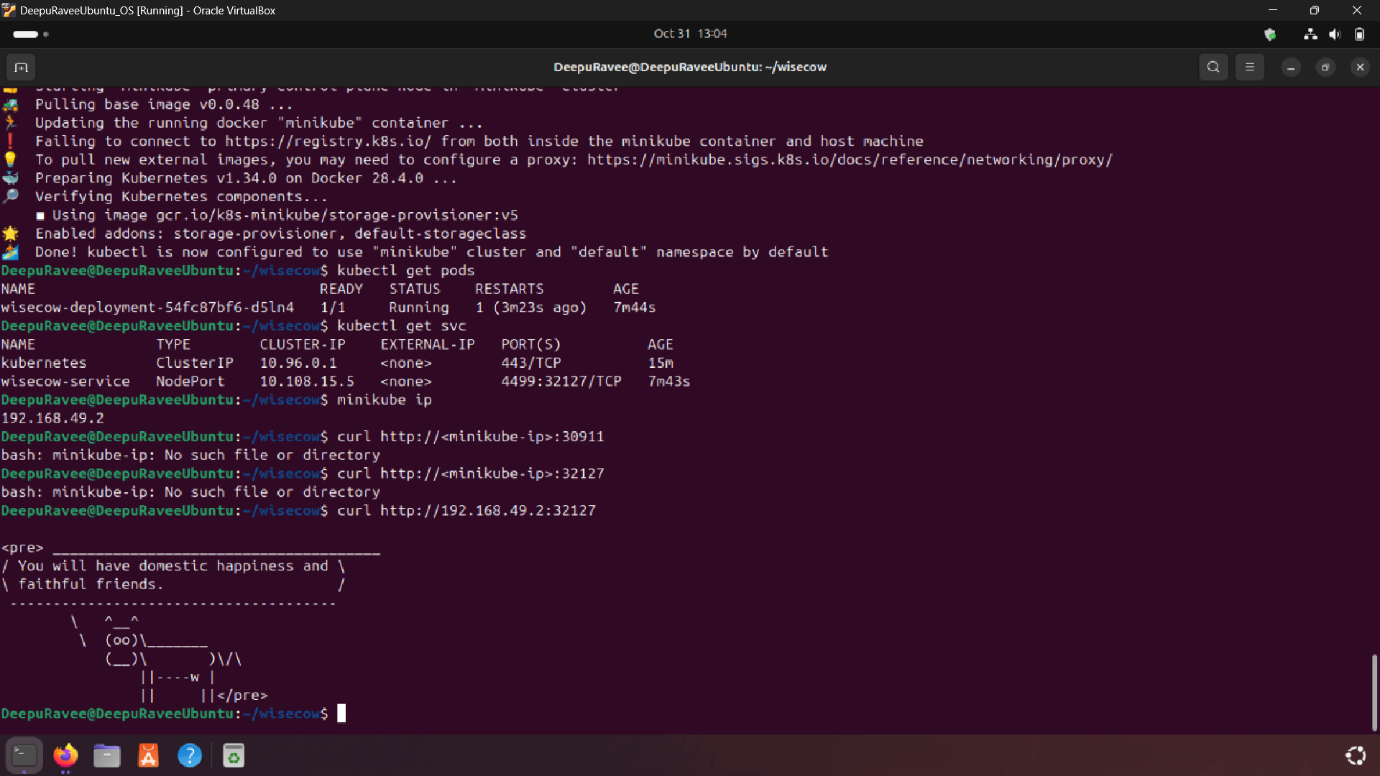 DeepuRaveeUbuntu_OS [Running] - Oracle VirtualBox
Oct 31 13:04
DeepuRavee@DeepuRaveeUbuntu: ~/wisecow
Starting "minikube" primary control-plane node in "minikube" cluster
Pulling base image v0.0.48 ...
Updating the running docker "minikube" container ...
Failing to connect to https://registry.k8s.io/ from both inside the minikube container and host machine
To pull new external images, you may need to configure a proxy: https://minikube.sigs.k8s.io/docs/reference/networking/proxy/
Preparing Kubernetes v1.34.0 on Docker 28.4.0 ...
Verifying Kubernetes components...
▪ Using image gcr.io/k8s-minikube/storage-provisioner:v5
Enabled addons: storage-provisioner, default-storageclass
Done! kubectl is now configured to use "minikube" cluster and "default" namespace by default
DeepuRavee@DeepuRaveeUbuntu:~/wisecow$ kubectl get pods
NAME READY STATUS RESTARTS AGE
wisecow-deployment-54fc87bf6-d5ln4 1/1 Running 1 (3m23s ago) 7m44s
DeepuRavee@DeepuRaveeUbuntu:~/wisecow$ kubectl get svc
NAME TYPE CLUSTER-IP EXTERNAL-IP PORT(S) AGE
kubernetes ClusterIP 10.96.0.1 <none> 443/TCP 15m
wisecow-service NodePort 10.108.15.5 <none> 4499:32127/TCP 7m43s
DeepuRavee@DeepuRaveeUbuntu:~/wisecow$ minikube ip
192.168.49.2
DeepuRavee@DeepuRaveeUbuntu:~/wisecow$ curl http://<minikube-ip>:30911
bash: minikube-ip: No such file or directory
DeepuRavee@DeepuRaveeUbuntu:~/wisecow$ curl http://<minikube-ip>:32127
bash: minikube-ip: No such file or directory
DeepuRavee@DeepuRaveeUbuntu:~/wisecow$ curl http://192.168.49.2:32127
<pre> ______________________________________
/ You will have domestic happiness and \
\ faithful friends. /
 --------------------------------------
        \   ^__^
         \  (oo)\_______
            (__)\       )\/\
                ||----w |
                ||     ||</pre>
DeepuRavee@DeepuRaveeUbuntu:~/wisecow$